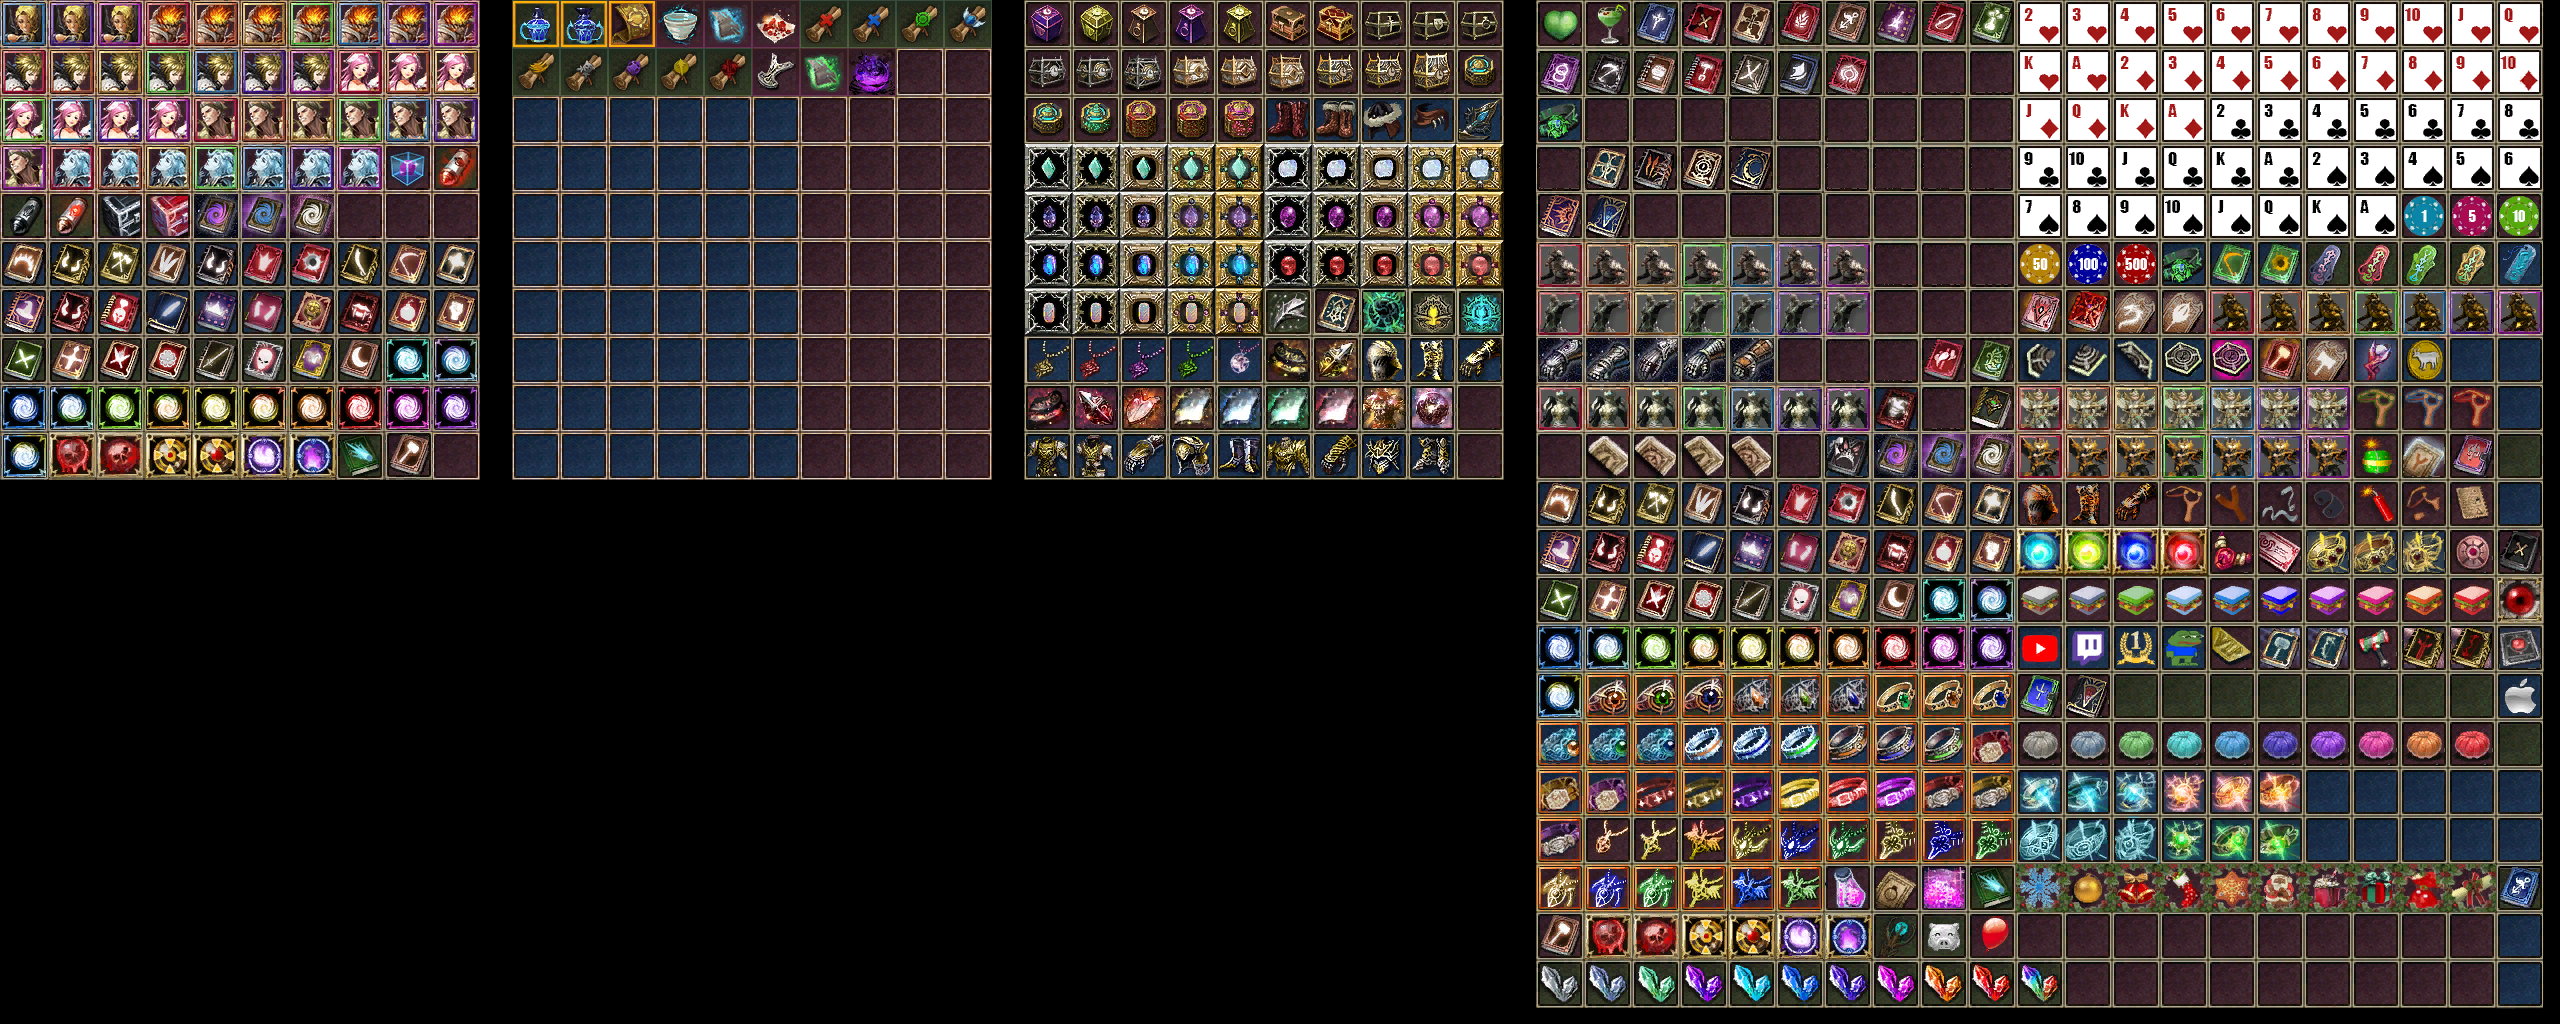 2 3 4 5 6 7 8 9 10 J Q
K A 2 3 4 5 6 7 8 9 10
J Q K A 2 3 4 5 6 7 8
9 10 J Q K A 2 3 4 5 6
7 8 9 10 J Q K A 1 5 10
50 100 500
1